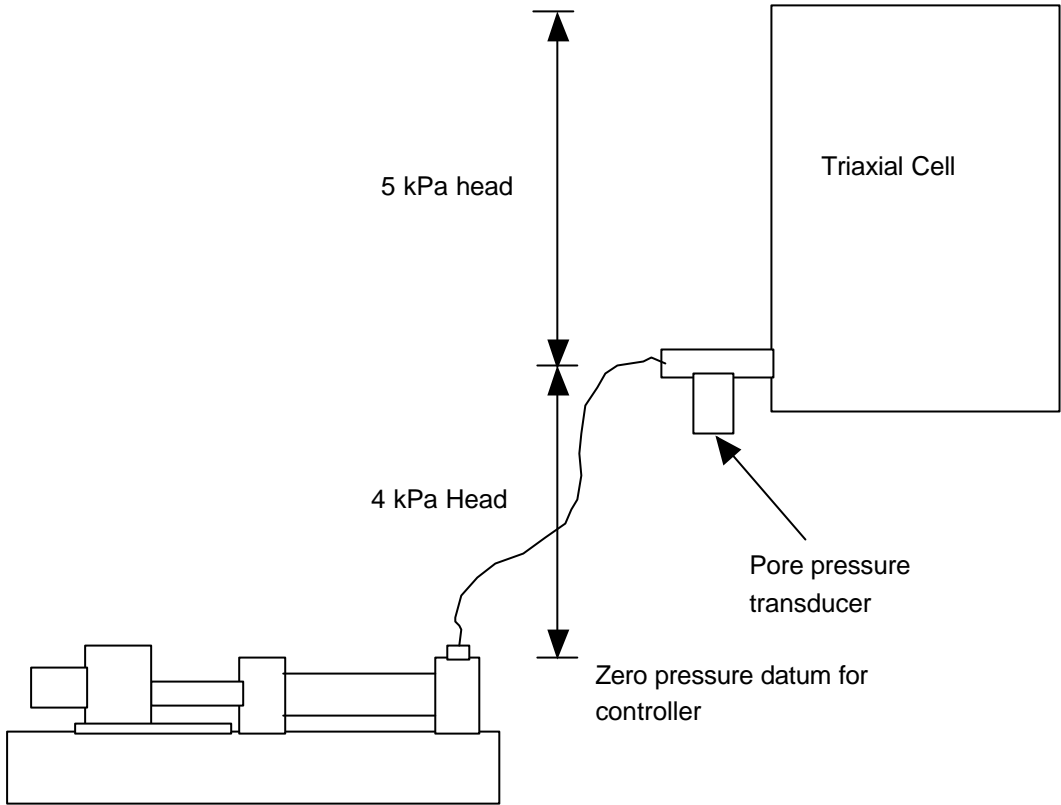 Triaxial Cell
5 kPa head
4 kPa Head
Pore pressure
transducer
Zero pressure datum for
controller